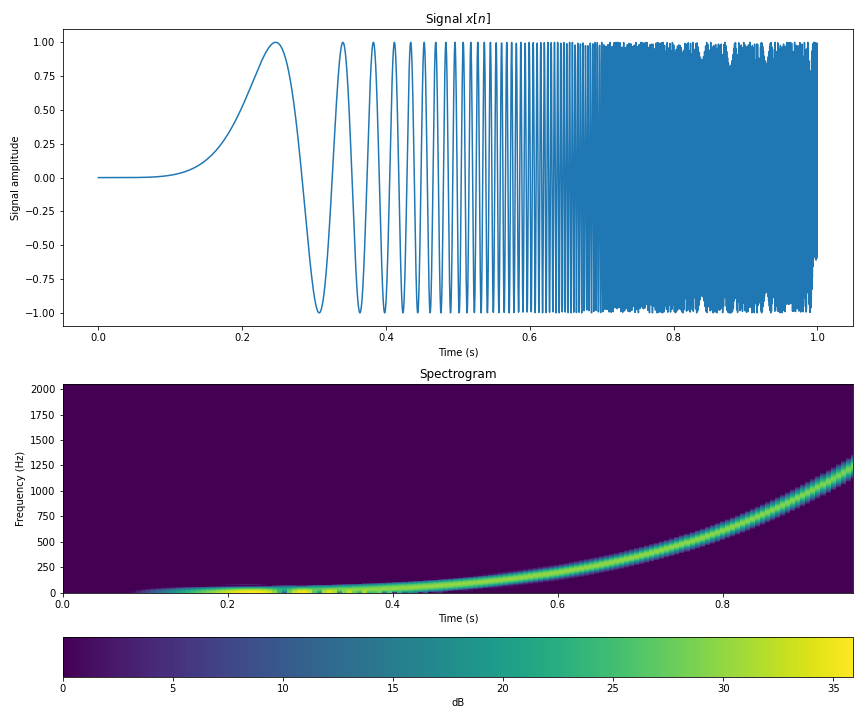 Signal x[n]
1.00
0.75
0.50
0.25
0.00
−0.25
−0.50
−0.75
−1.00
Signal amplitude
0.0 0.2 0.4 0.6 0.8 1.0
Time (s)
Spectrogram
2000
1750
1500
1250
1000
750
500
250
0
Frequency (Hz)
0.0 0.2 0.4 0.6 0.8
Time (s)
0 5 10 15 20 25 30 35
dB